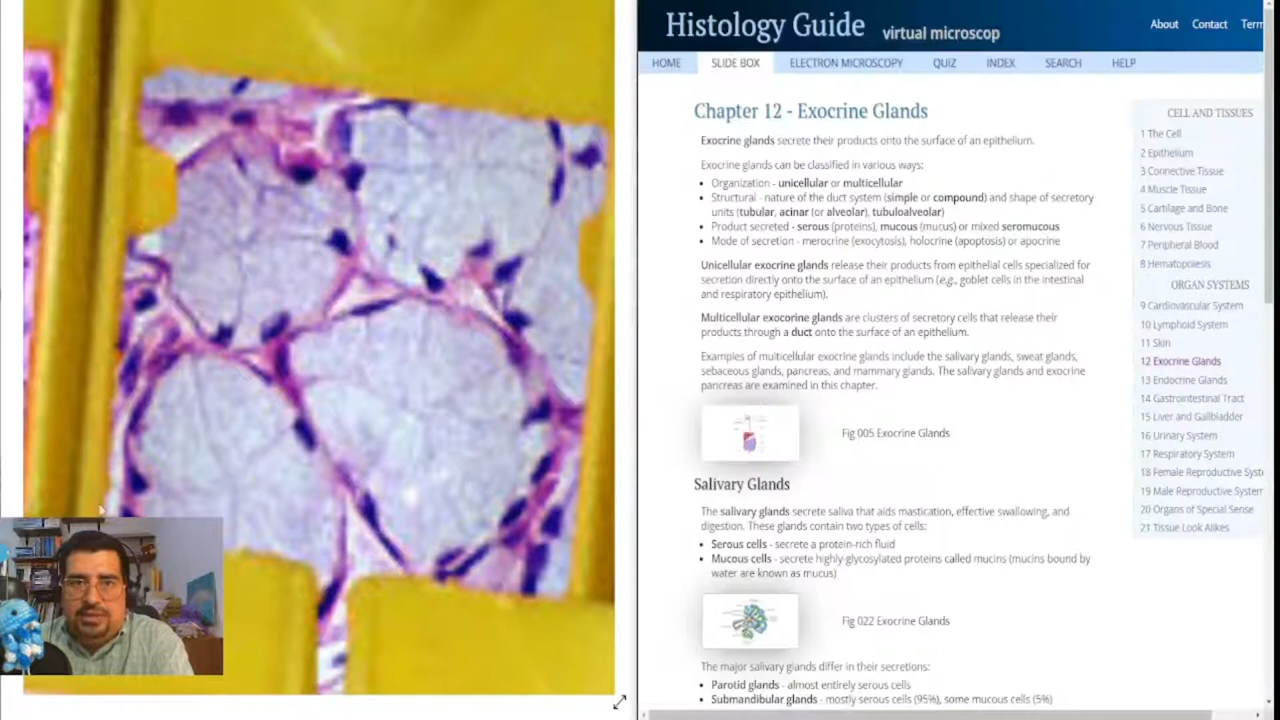 Histology Guide virtual microscop
About Contact Term
HOME SLIDE BOX ELECTRON MICROSCOPY QUIZ INDEX SEARCH HELP
Chapter 12 - Exocrine Glands
Exocrine glands secrete their products onto the surface of an epithelium.
Exocrine glands can be classified in various ways:
• Organization - unicellular or multicellular
• Structural - nature of the duct system (simple or compound) and shape of secretory
units (tubular, acinar (or alveolar), tubuloalveolar)
• Product secreted - serous (proteins), mucous (mucus) or mixed seromucous
• Mode of secretion - merocrine (exocytosis), holocrine (apoptosis) or apocrine
Unicellular exocrine glands release their products from epithelial cells specialized for
secretion directly onto the surface of an epithelium (e.g., goblet cells in the intestinal
and respiratory epithelium).
Multicellular exocorine glands are clusters of secretory cells that release their
products through a duct onto the surface of an epithelium.
Examples of multicellular exocrine glands include the salivary glands, sweat glands,
sebaceous glands, pancreas, and mammary glands. The salivary glands and exocrine
pancreas are examined in this chapter.
Fig 005 Exocrine Glands
Salivary Glands
The salivary glands secrete saliva that aids mastication, effective swallowing, and
digestion. These glands contain two types of cells:
• Serous cells - secrete a protein-rich fluid
• Mucous cells - secrete highly-glycosylated proteins called mucins (mucins bound by
water are known as mucus)
Fig 022 Exocrine Glands
The major salivary glands differ in their secretions:
• Parotid glands - almost entirely serous cells
• Submandibular glands - mostly serous cells (95%), some mucous cells (5%)
CELL AND TISSUES
1 The Cell
2 Epithelium
3 Connective Tissue
4 Muscle Tissue
5 Cartilage and Bone
6 Nervous Tissue
7 Peripheral Blood
8 Hematopoiesis
ORGAN SYSTEMS
9 Cardiovascular System
10 Lymphoid System
11 Skin
12 Exocrine Glands
13 Endocrine Glands
14 Gastrointestinal Tract
15 Liver and Gallbladder
16 Urinary System
17 Respiratory System
18 Female Reproductive Syst
19 Male Reproductive System
20 Organs of Special Sense
21 Tissue Look Alikes